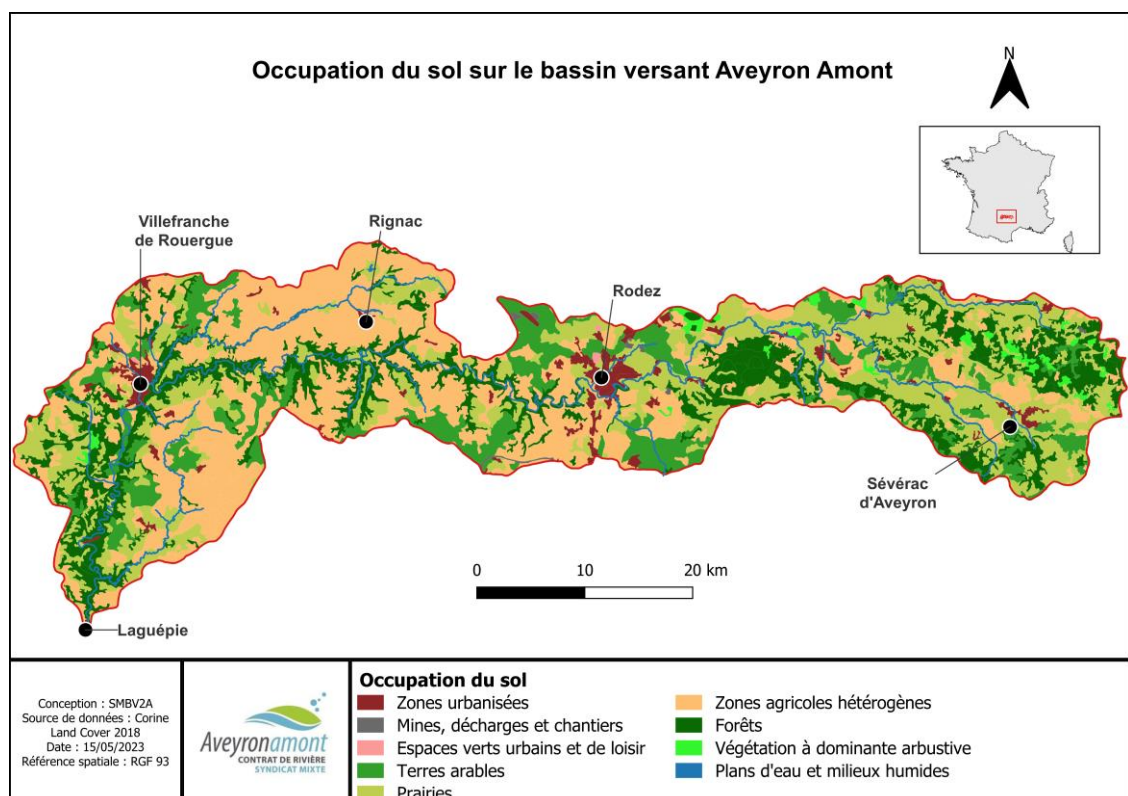 Occupation du sol sur le bassin versant Aveyron Amont
N
Villefranche
de Rouergue
Rignac
Rodez
Sévérac
d'Aveyron
0 10 20 km
Laguépie
Conception : SMBV2A
Source de données : Corine
Land Cover 2018
Date : 15/05/2023
Référence spatiale : RGF 93
Aveyronamont
CONTRAT DE RIVIÈRE
SYNDICAT MIXTE
Occupation du sol
Zones urbanisées
Mines, décharges et chantiers
Espaces verts urbains et de loisir
Terres arables
Prairies
Zones agricoles hétérogènes
Forêts
Végétation à dominante arbustive
Plans d'eau et milieux humides